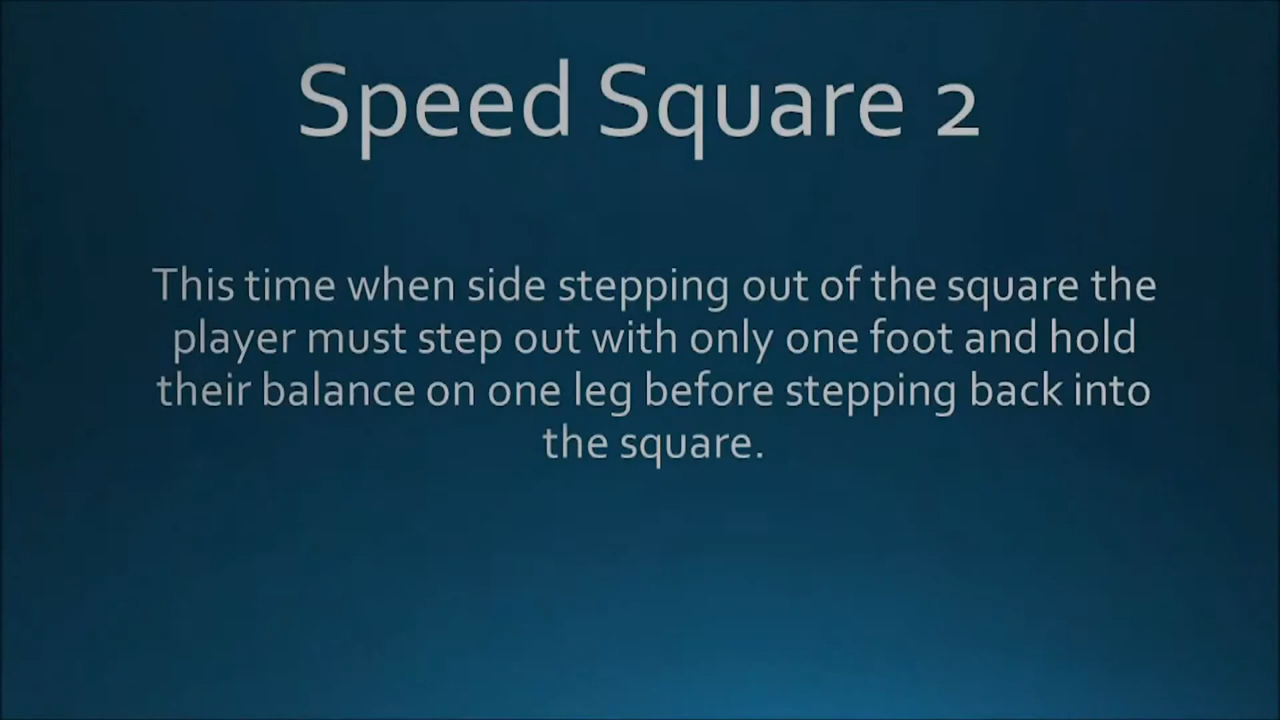 Speed Square 2
This time when side stepping out of the square the
player must step out with only one foot and hold
their balance on one leg before stepping back into
the square.